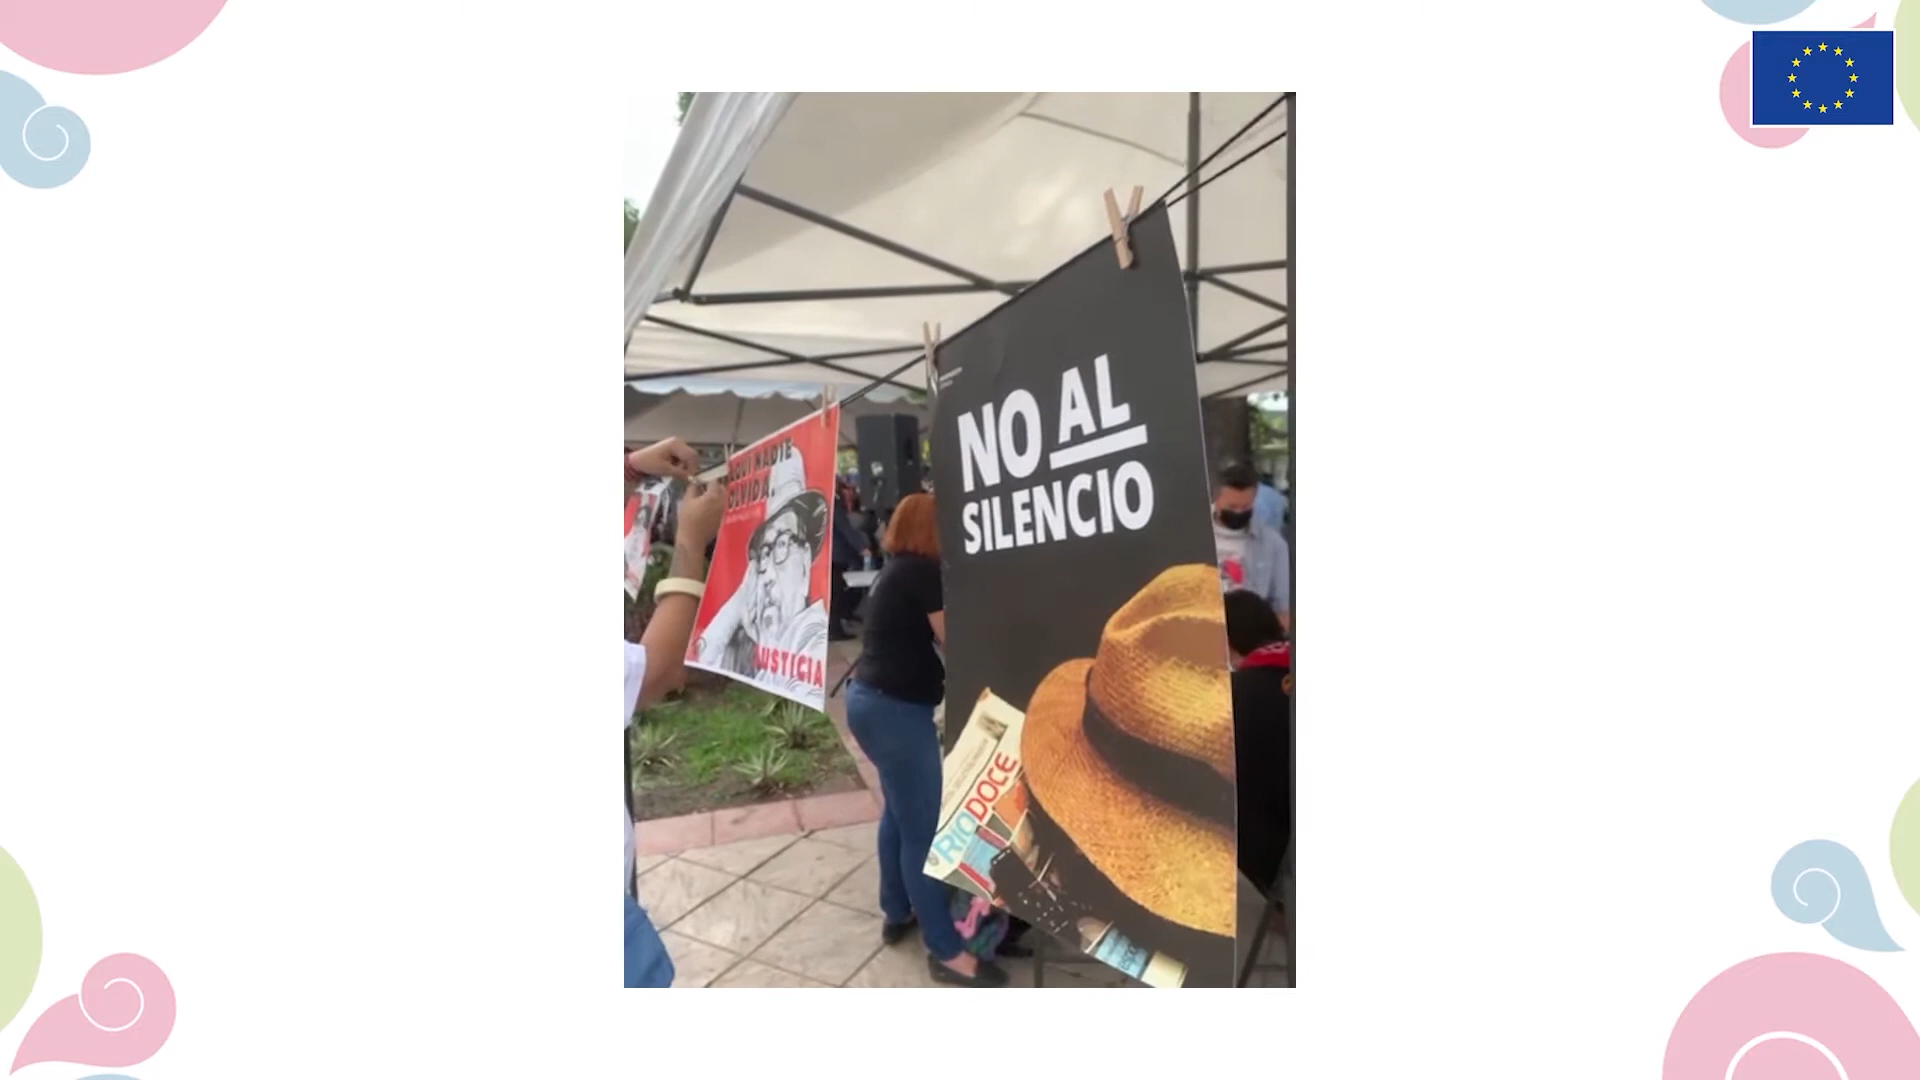 NO AL
SILENCIO
AQUÍ NADIE
OLVIDA.
JUSTICIA
RIODOCE